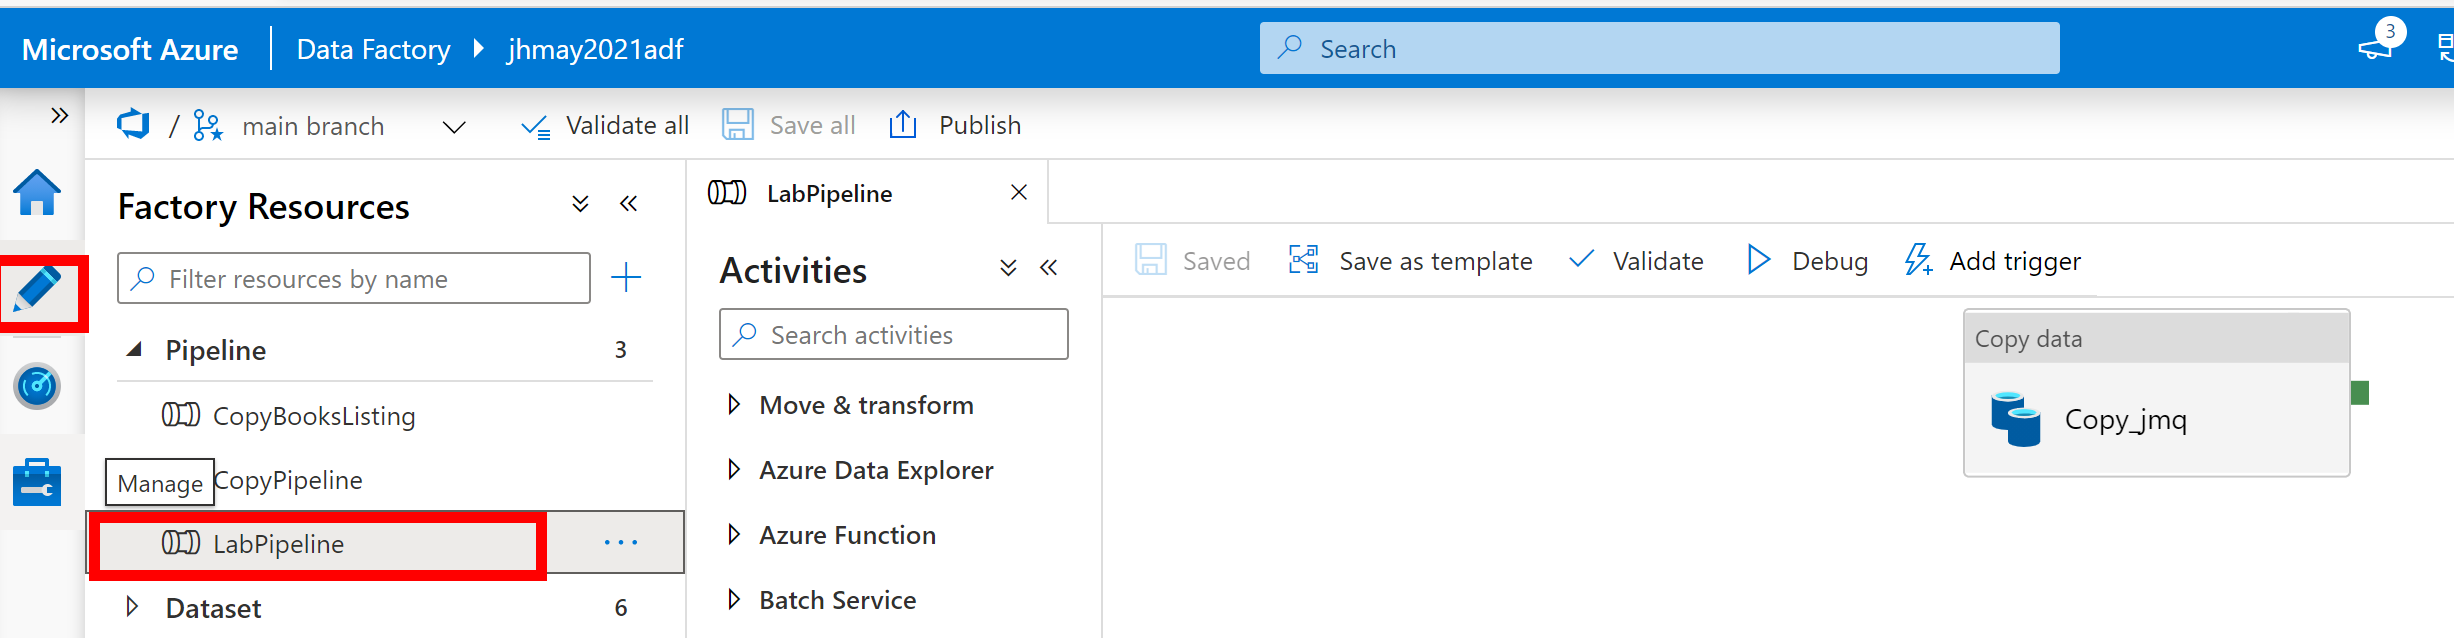 Microsoft Azure
Data Factory
jhmay2021adf
Search
3
/
main branch
Validate all
Save all
Publish
Factory Resources
Filter resources by name
Pipeline
3
CopyBooksListing
CopyPipeline
Manage
LabPipeline
Dataset
6
LabPipeline
Activities
Search activities
Move & transform
Azure Data Explorer
Azure Function
Batch Service
Saved
Save as template
Validate
Debug
Add trigger
Copy data
Copy_jmq